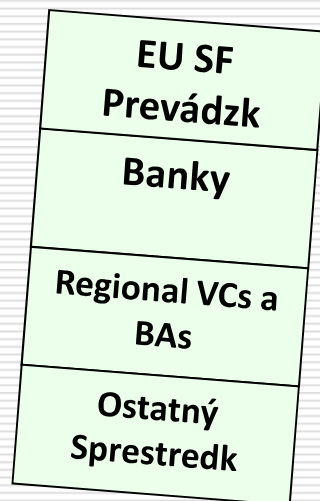 EU SF
Prevádzk
Banky
Regional VCs a
BAs
Ostatný
Sprestredk